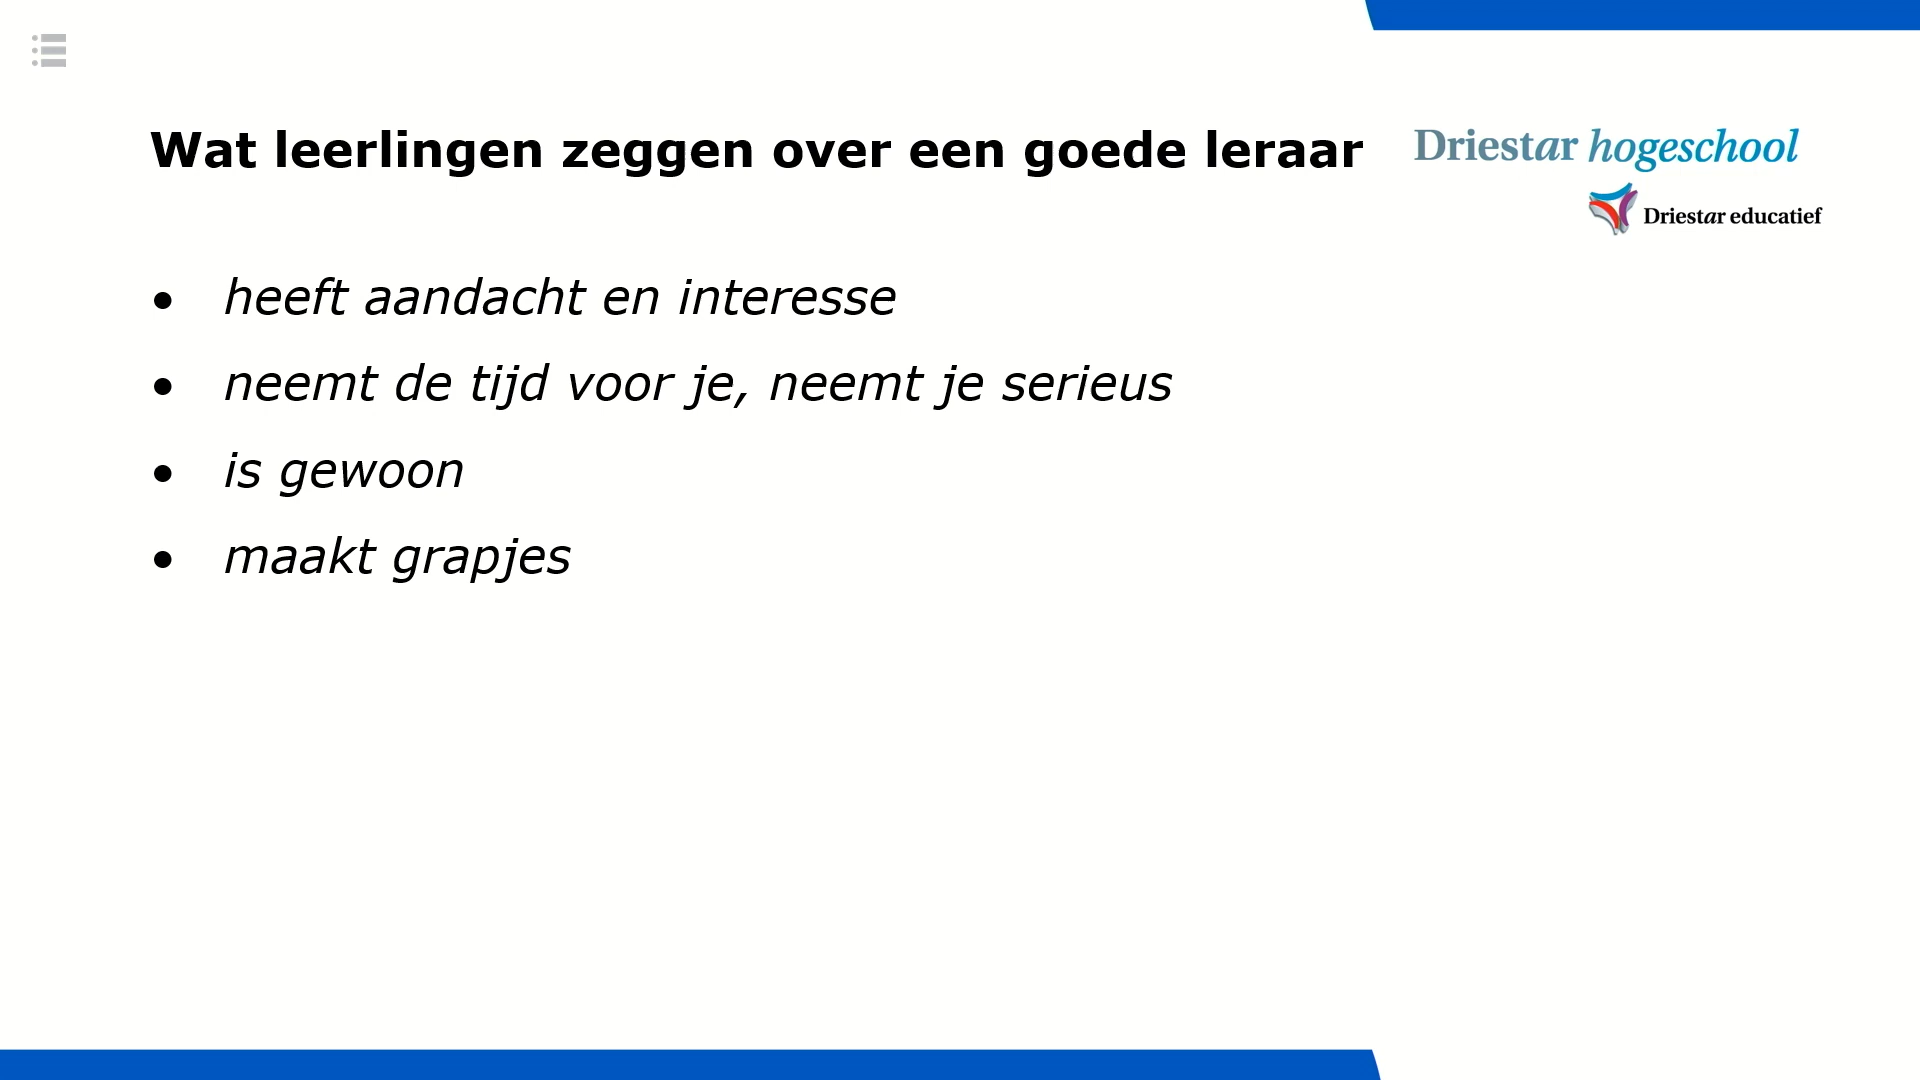 Wat leerlingen zeggen over een goede leraar
Driestar hogeschool
Driestar educatief
• heeft aandacht en interesse
• neemt de tijd voor je, neemt je serieus
• is gewoon
• maakt grapjes